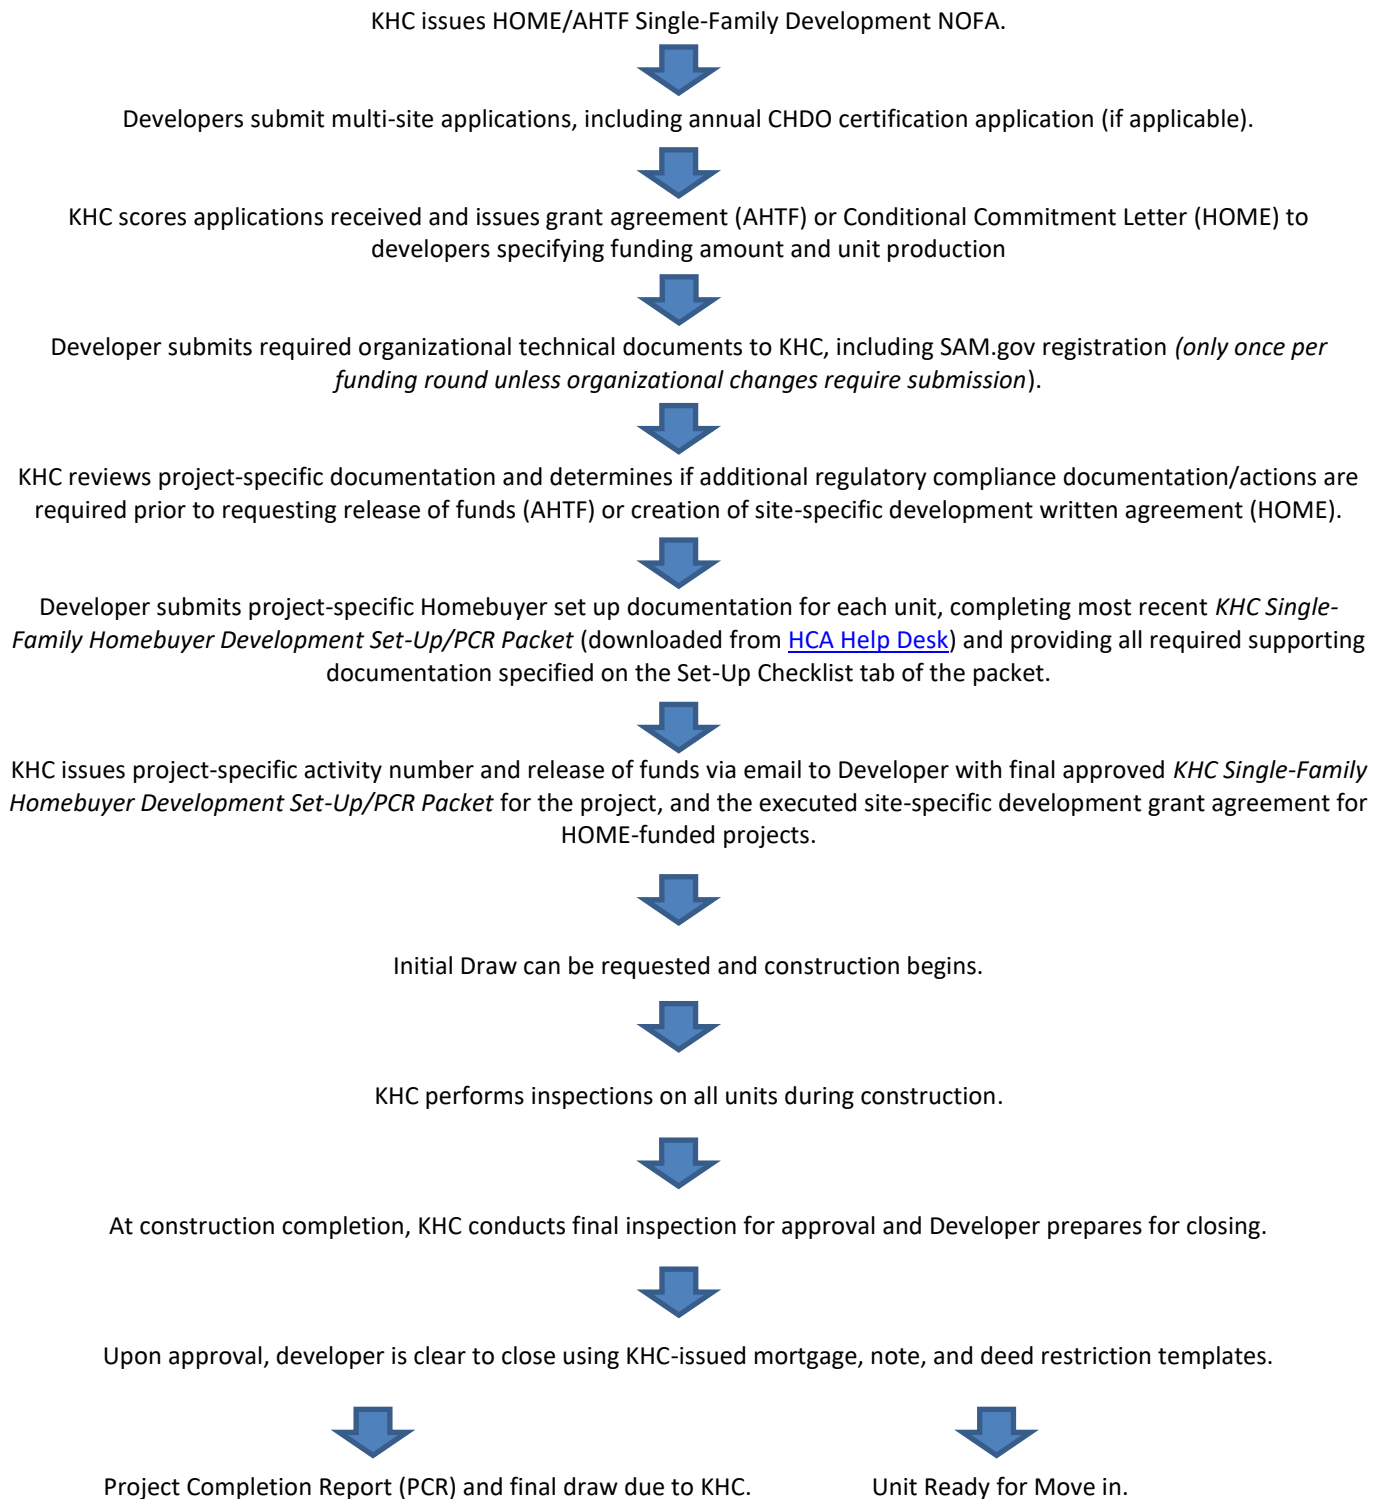 KHC issues HOME/AHTF Single-Family Development NOFA.
Developers submit multi-site applications, including annual CHDO certification application (if applicable).
KHC scores applications received and issues grant agreement (AHTF) or Conditional Commitment Letter (HOME) to
developers specifying funding amount and unit production
Developer submits required organizational technical documents to KHC, including SAM.gov registration (only once per
funding round unless organizational changes require submission).
KHC reviews project-specific documentation and determines if additional regulatory compliance documentation/actions are
required prior to requesting release of funds (AHTF) or creation of site-specific development written agreement (HOME).
Developer submits project-specific Homebuyer set up documentation for each unit, completing most recent KHC Single-
Family Homebuyer Development Set-Up/PCR Packet (downloaded from HCA Help Desk) and providing all required supporting
documentation specified on the Set-Up Checklist tab of the packet.
KHC issues project-specific activity number and release of funds via email to Developer with final approved KHC Single-Family
Homebuyer Development Set-Up/PCR Packet for the project, and the executed site-specific development grant agreement for
HOME-funded projects.
Initial Draw can be requested and construction begins.
KHC performs inspections on all units during construction.
At construction completion, KHC conducts final inspection for approval and Developer prepares for closing.
Upon approval, developer is clear to close using KHC-issued mortgage, note, and deed restriction templates.
Project Completion Report (PCR) and final draw due to KHC.
Unit Ready for Move in.